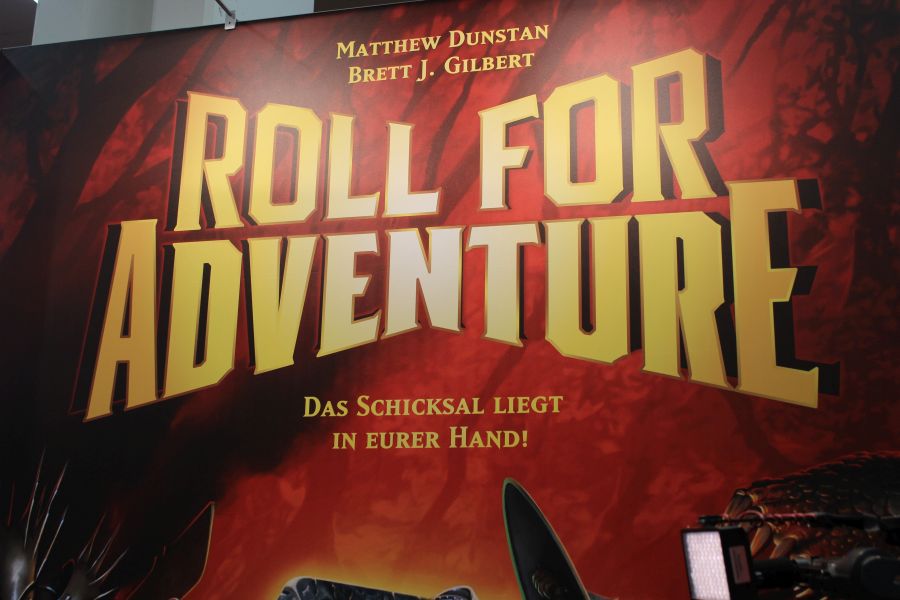 MATTHEW DUNSTAN
BRETT J. GILBERT
ROLL FOR
ADVENTURE
DAS SCHICKSAL LIEGT
IN EURER HAND!